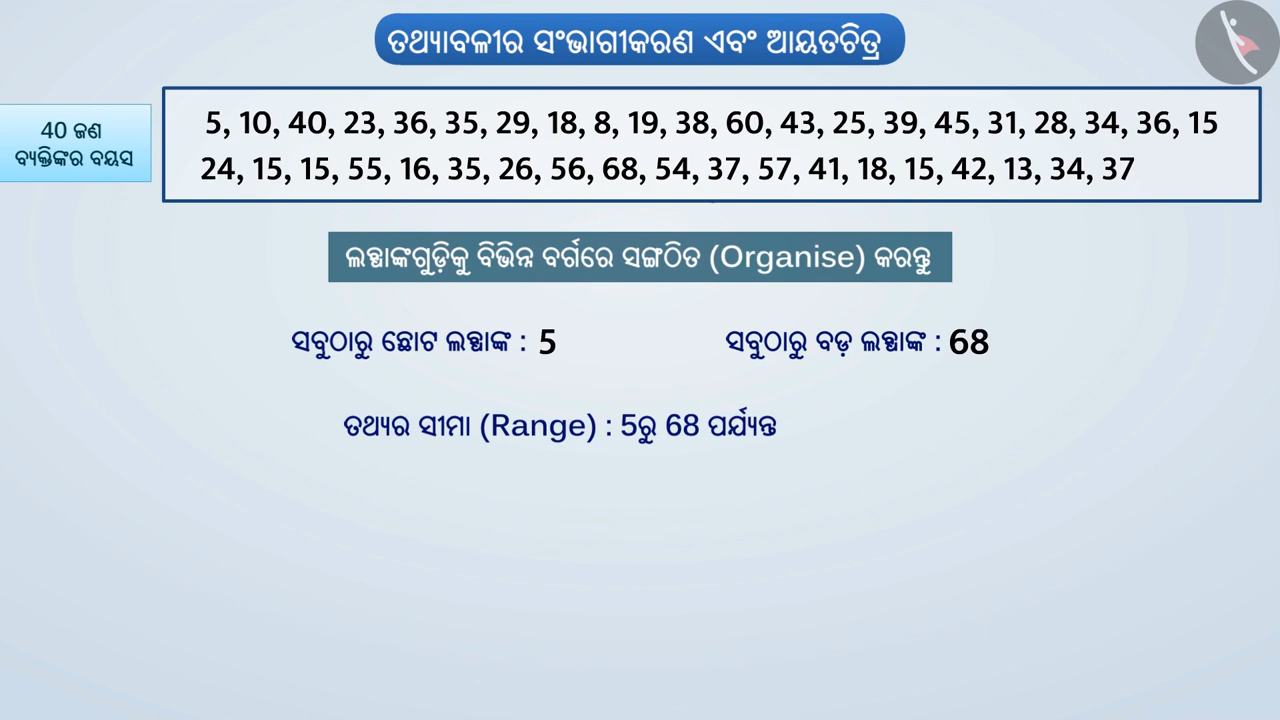 ତଥ୍ୟାବଳୀର ସଂଭାଗୀକରଣ ଏବଂ ଆୟତଚିତ୍ର
40 ଜଣ
ବ୍ୟକ୍ତିଙ୍କର ବୟସ
5, 10, 40, 23, 36, 35, 29, 18, 8, 19, 38, 60, 43, 25, 39, 45, 31, 28, 34, 36, 15
24, 15, 15, 55, 16, 35, 26, 56, 68, 54, 37, 57, 41, 18, 15, 42, 13, 34, 37
ଲବ୍ଧାଙ୍କଗୁଡ଼ିକୁ ବିଭିନ୍ନ ବର୍ଗରେ ସଙ୍ଗଠିତ (Organise) କରନ୍ତୁ
ସବୁଠାରୁ ଛୋଟ ଲବ୍ଧାଙ୍କ : 5 ସବୁଠାରୁ ବଡ଼ ଲବ୍ଧାଙ୍କ : 68
ତଥ୍ୟର ସୀମା (Range) : 5ରୁ 68 ପର୍ଯ୍ୟନ୍ତ